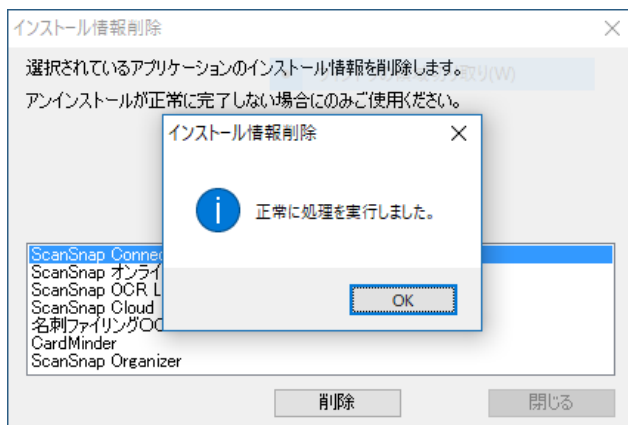 インストール情報削除
選択されているアプリケーションのインストール情報を削除します。
アンインストールが正常に完了しない場合にのみご使用ください。
取り(W)
インストール情報削除
正常に処理を実行しました。
OK
ScanSnap Connec
ScanSnap オンライ
ScanSnap OCR L
ScanSnap Cloud
名刺ファイリングOC
CardMinder
ScanSnap Organizer
削除
閉じる